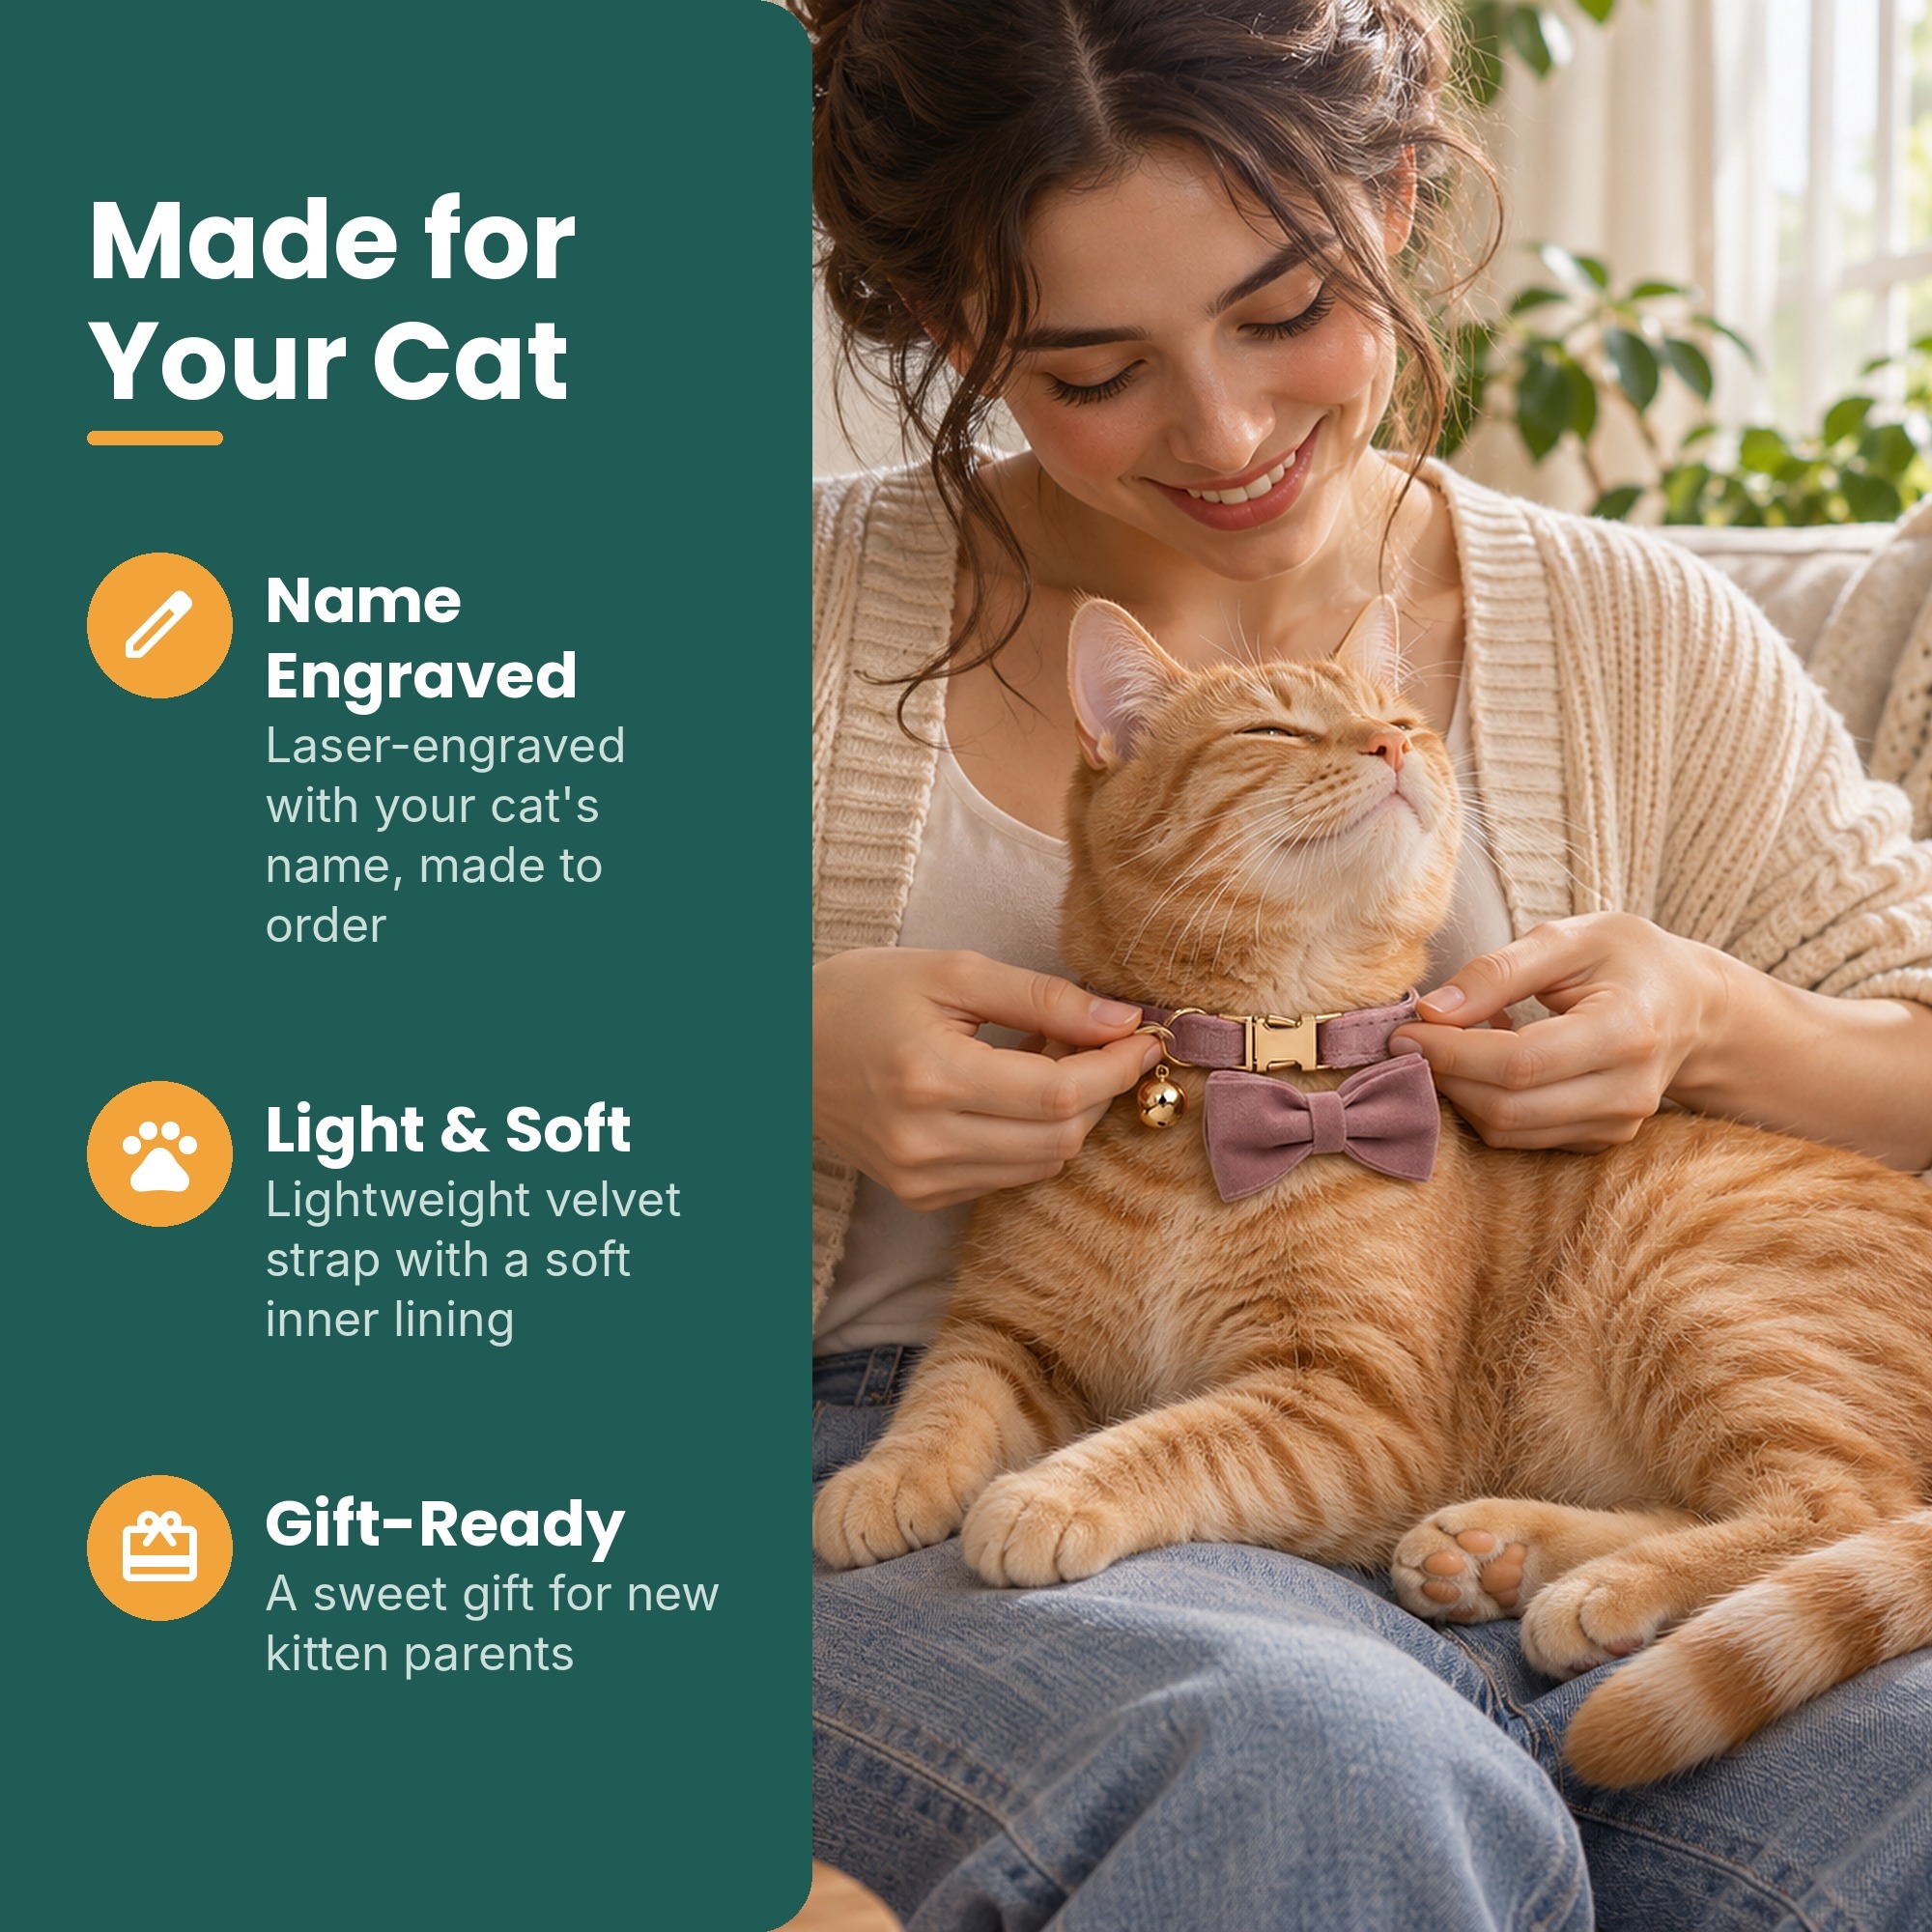 Made for
Your Cat
Name
Engraved
Laser-engraved
with your cat's
name, made to
order
Light & Soft
Lightweight velvet
strap with a soft
inner lining
Gift-Ready
A sweet gift for new
kitten parents